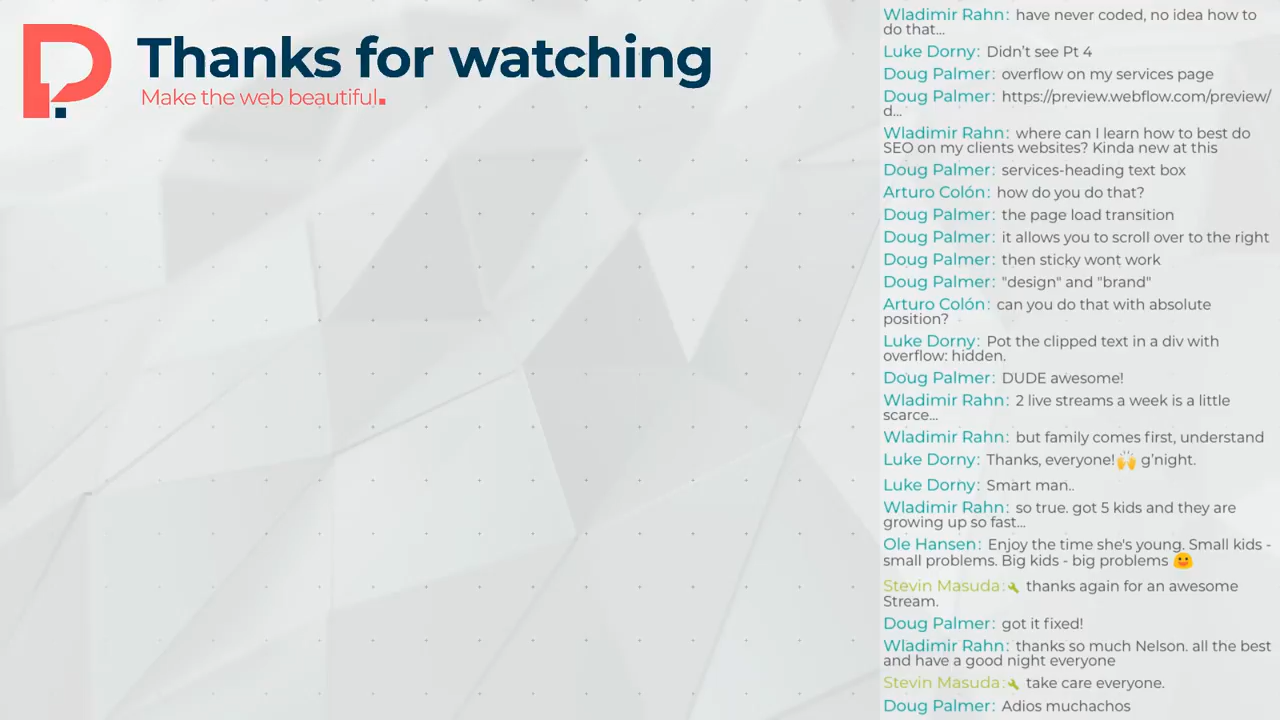 Thanks for watching
Make the web beautiful.
Wladimir Rahn: have never coded, no idea how to
do that...
Luke Dorny: Didn’t see Pt 4
Doug Palmer: overflow on my services page
Doug Palmer: https://preview.webflow.com/preview/
d...
Wladimir Rahn: where can I learn how to best do
SEO on my clients websites? Kinda new at this
Doug Palmer: services-heading text box
Arturo Colón: how do you do that?
Doug Palmer: the page load transition
Doug Palmer: it allows you to scroll over to the right
Doug Palmer: then sticky wont work
Doug Palmer: "design" and "brand"
Arturo Colón: can you do that with absolute
position?
Luke Dorny: Pot the clipped text in a div with
overflow: hidden.
Doug Palmer: DUDE awesome!
Wladimir Rahn: 2 live streams a week is a little
scarce...
Wladimir Rahn: but family comes first, understand
Luke Dorny: Thanks, everyone!🙌 g’night.
Luke Dorny: Smart man..
Wladimir Rahn: so true. got 5 kids and they are
growing up so fast...
Ole Hansen: Enjoy the time she's young. Small kids -
small problems. Big kids - big problems 🙂
Stevin Masuda:🔧 thanks again for an awesome
Stream.
Doug Palmer: got it fixed!
Wladimir Rahn: thanks so much Nelson. all the best
and have a good night everyone
Stevin Masuda:🔧 take care everyone.
Doug Palmer: Adios muchachos